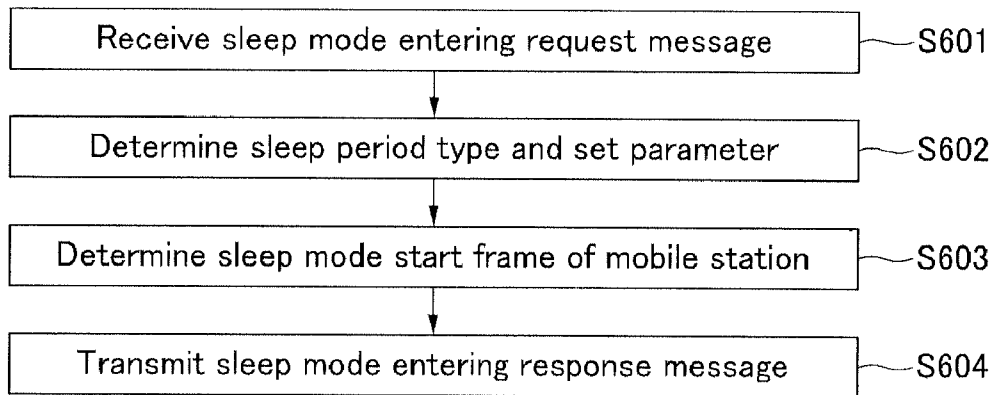 Receive sleep mode entering request message S601
Determine sleep period type and set parameter S602
Determine sleep mode start frame of mobile station S603
Transmit sleep mode entering response message S604